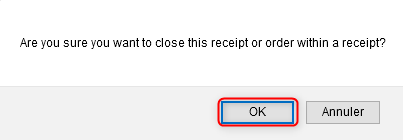 Are you sure you want to close this receipt or order within a receipt?
OK Annuler